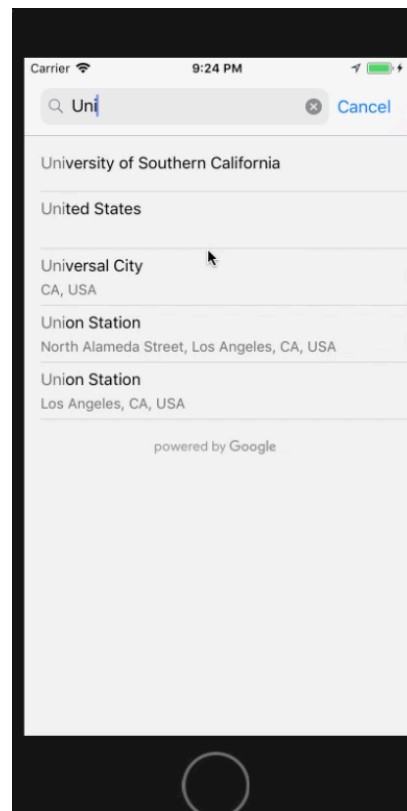 Carrier 9:24 PM
Uni Cancel
University of Southern California
United States
Universal City
CA, USA
Union Station
North Alameda Street, Los Angeles, CA, USA
Union Station
Los Angeles, CA, USA
powered by Google